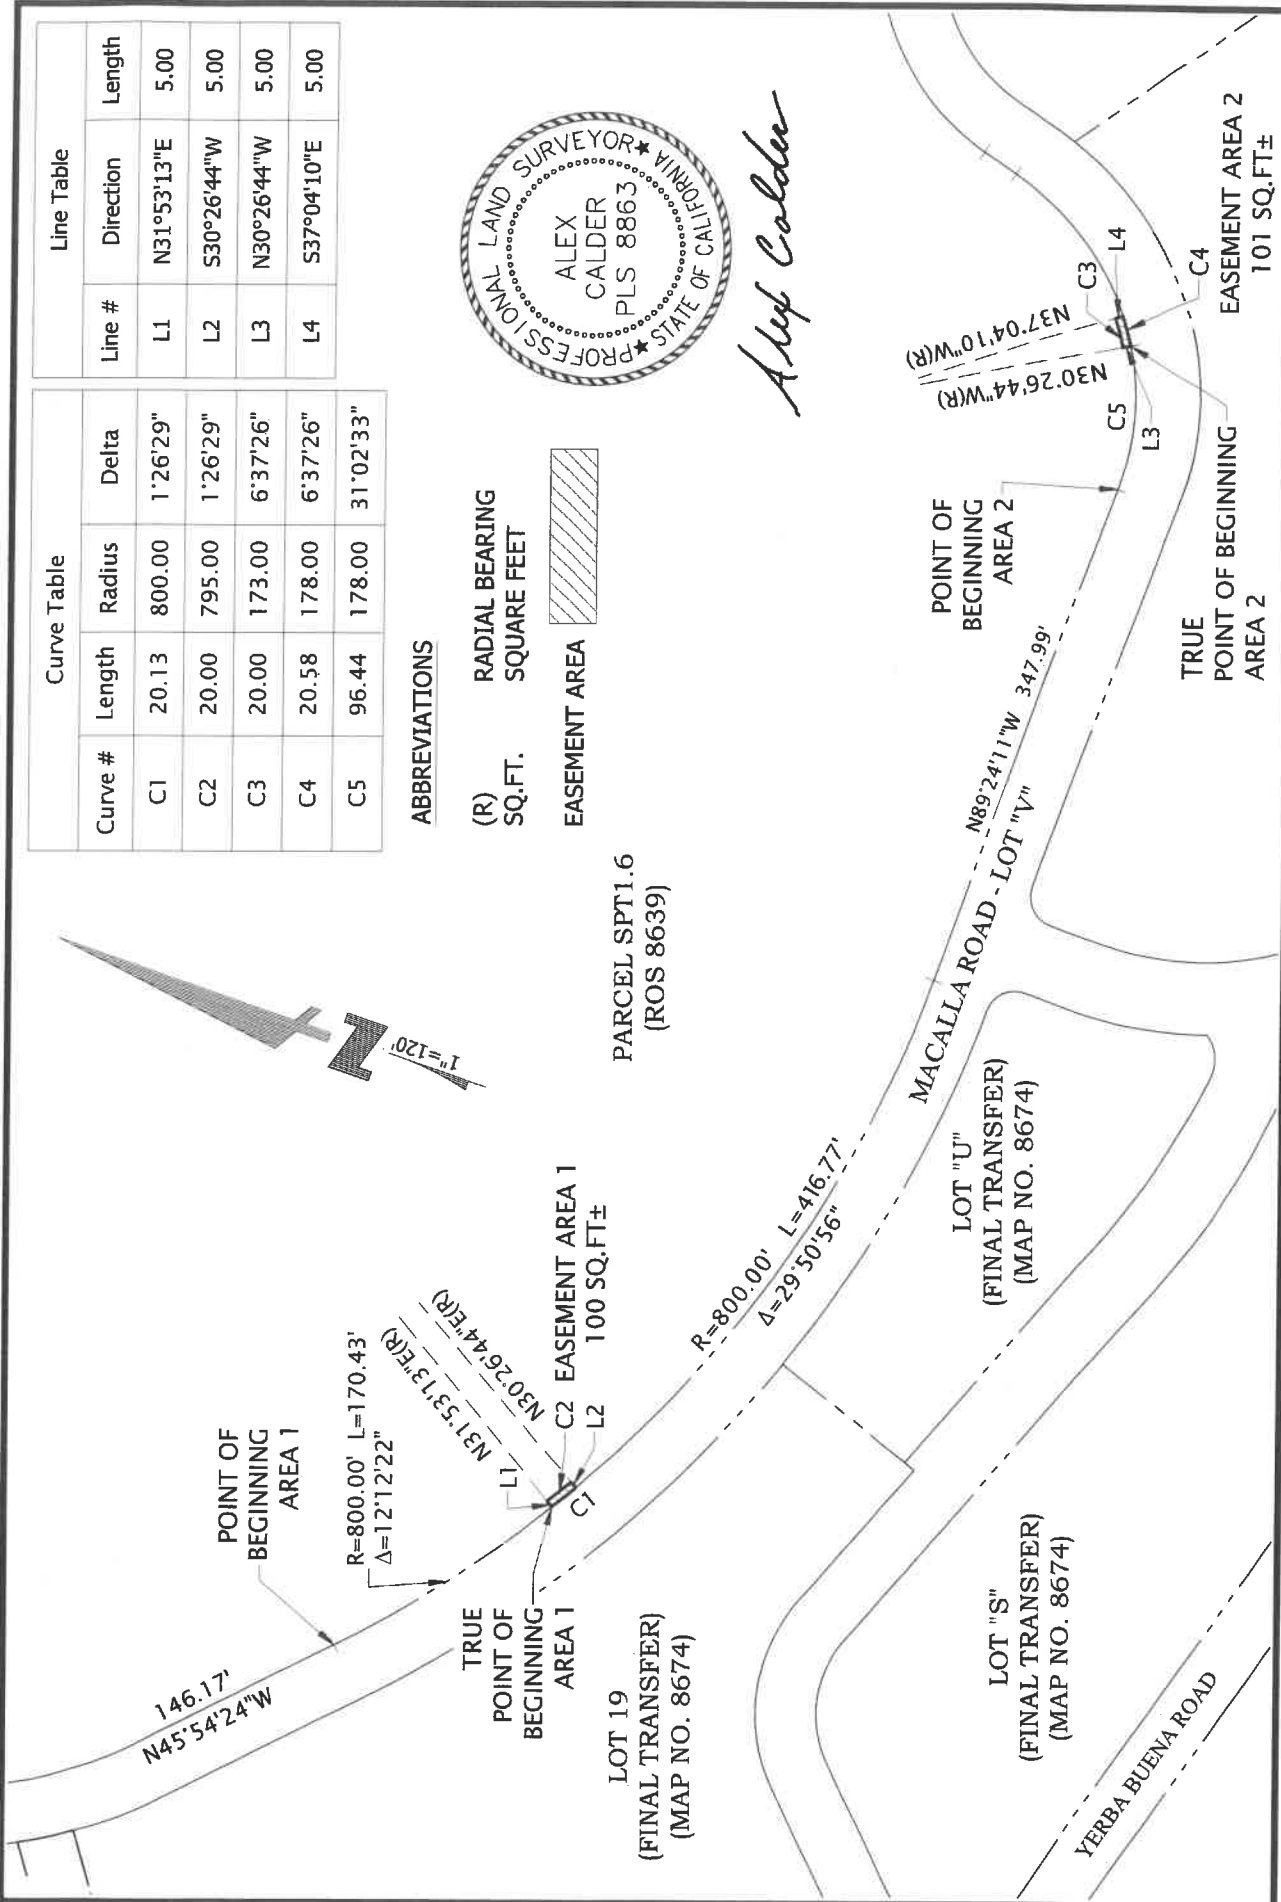 Curve Table
Curve # Length Radius Delta
C1 20.13 800.00 1°26'29"
C2 20.00 795.00 1°26'29"
C3 20.00 173.00 6°37'26"
C4 20.58 178.00 6°37'26"
C5 96.44 178.00 31°02'33"
Line Table
Line # Direction Length
L1 N31°53'13"E 5.00
L2 S30°26'44"W 5.00
L3 N30°26'44"W 5.00
L4 S37°04'10"E 5.00
ABBREVIATIONS
(R) RADIAL BEARING
SQ.FT. SQUARE FEET
EASEMENT AREA
PROFESSIONAL LAND SURVEYOR
ALEX
CALDER
PLS 8863
STATE OF CALIFORNIA
Alex Calder
1"=120'
PARCEL SPT1.6
(ROS 8639)
146.17'
N45°54'24"W
POINT OF
BEGINNING
AREA 1
R=800.00' L=170.43'
Δ=12°12'22"
N31°53'13"E(R)
N30°26'44"E(R)
L1
C2
EASEMENT AREA 1
100 SQ.FT±
L2
C1
TRUE
POINT OF
BEGINNING
AREA 1
R=800.00' L=416.77'
Δ=29°50'56"
N89°24'11"W 347.99'
MACALLA ROAD - LOT "V"
POINT OF
BEGINNING
AREA 2
N37°04'10"W(R)
N30°26'44"W(R)
C5
L3
C3
L4
C4
EASEMENT AREA 2
101 SQ.FT±
TRUE
POINT OF BEGINNING
AREA 2
LOT 19
(FINAL TRANSFER)
(MAP NO. 8674)
LOT "U"
(FINAL TRANSFER)
(MAP NO. 8674)
LOT "S"
(FINAL TRANSFER)
(MAP NO. 8674)
YERBA BUENA ROAD